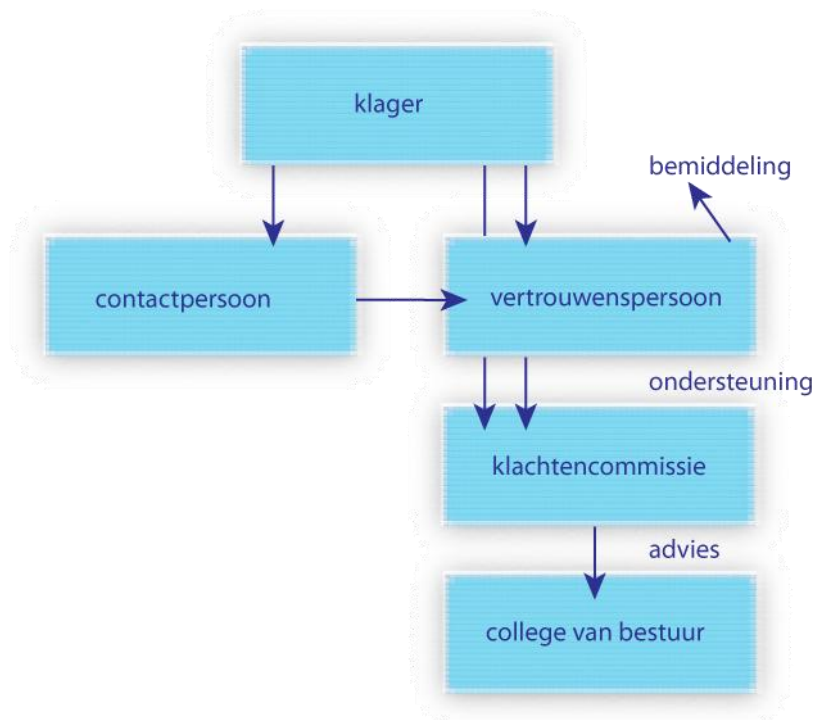 klager
bemiddeling
contactpersoon
vertrouwenspersoon
ondersteuning
klachtencommissie
advies
college van bestuur